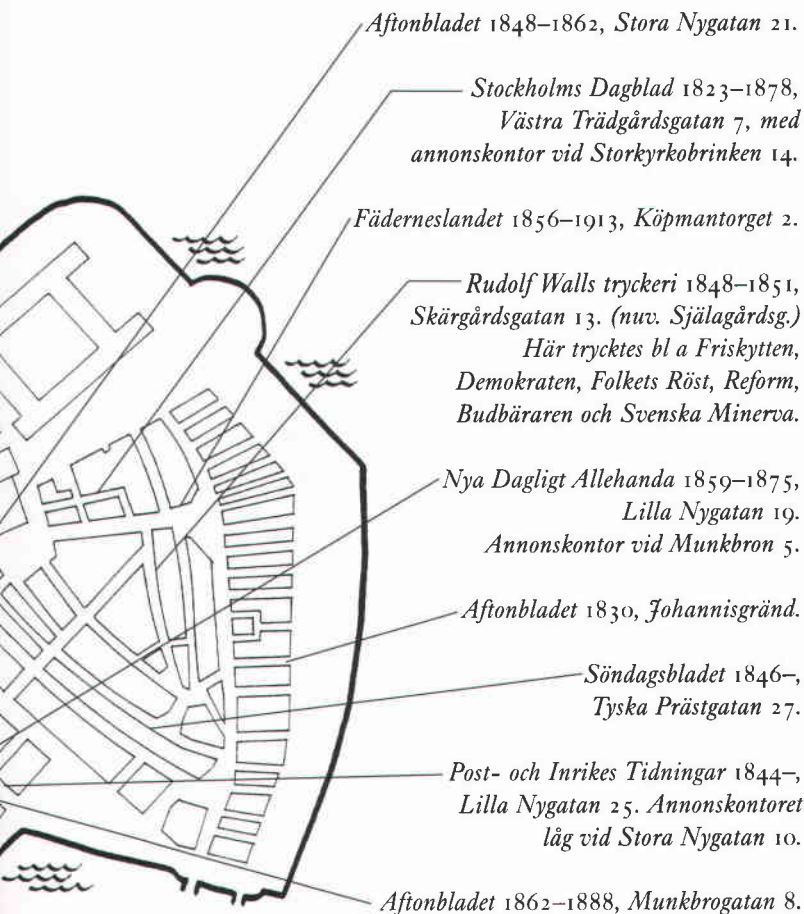 Aftonbladet 1848–1862, Stora Nygatan 21.
Stockholms Dagblad 1823–1878,
Västra Trädgårdsgatan 7, med
annonskontor vid Storkyrkobrinken 14.
Fäderneslandet 1856–1913, Köpmantorget 2.
Rudolf Walls tryckeri 1848–1851,
Skärgårdsgatan 13. (nuv. Själagårdsg.)
Här trycktes bl a Friskytten,
Demokraten, Folkets Röst, Reform,
Budbäraren och Svenska Minerva.
Nya Dagligt Allehanda 1859–1875,
Lilla Nygatan 19.
Annonskontor vid Munkbron 5.
Aftonbladet 1830, Johannisgränd.
Söndagsbladet 1846–,
Tyska Prästgatan 27.
Post- och Inrikes Tidningar 1844–,
Lilla Nygatan 25. Annonskontoret
låg vid Stora Nygatan 10.
Aftonbladet 1862–1888, Munkbrogatan 8.